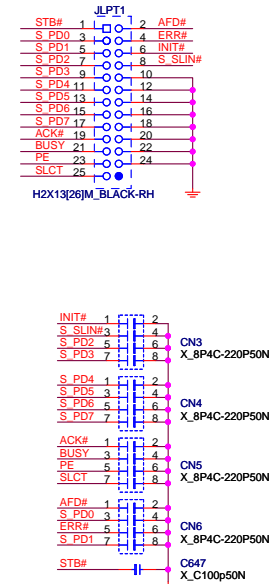 JLPT1
STB# 1 2 AFD#
S_PD0 3 4 ERR#
S_PD1 5 6 INIT#
S_PD2 7 8 S_SLIN#
S_PD3 9 10
S_PD4 11 12
S_PD5 13 14
S_PD6 15 16
S_PD7 17 18
ACK# 19 20
BUSY 21 22
PE 23 24
SLCT 25
H2X13[26]M_BLACK-RH
INIT# 1 2
S_SLIN# 3 4
S_PD2 5 6
S_PD3 7 8
CN3
X_8P4C-220P50N
S_PD4 1 2
S_PD5 3 4
S_PD6 5 6
S_PD7 7 8
CN4
X_8P4C-220P50N
ACK# 1 2
BUSY 3 4
PE 5 6
SLCT 7 8
CN5
X_8P4C-220P50N
AFD# 1 2
S_PD0 3 4
ERR# 5 6
S_PD1 7 8
CN6
X_8P4C-220P50N
STB# C647
X_C100p50N